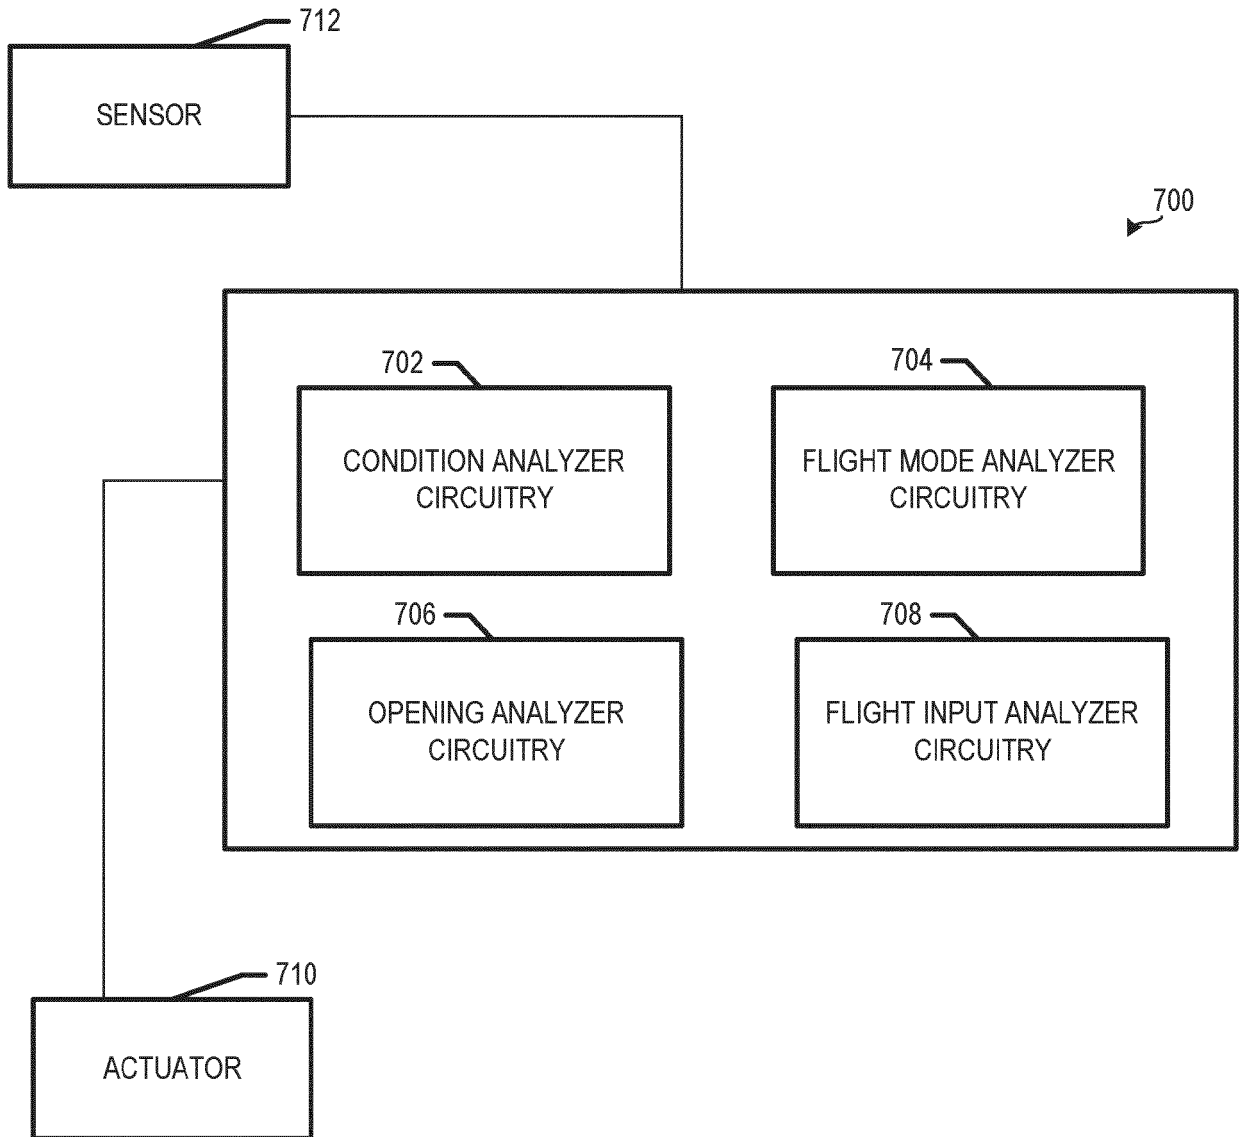 712
SENSOR
700
702
704
CONDITION ANALYZER
CIRCUITRY
FLIGHT MODE ANALYZER
CIRCUITRY
706
708
OPENING ANALYZER
CIRCUITRY
FLIGHT INPUT ANALYZER
CIRCUITRY
710
ACTUATOR